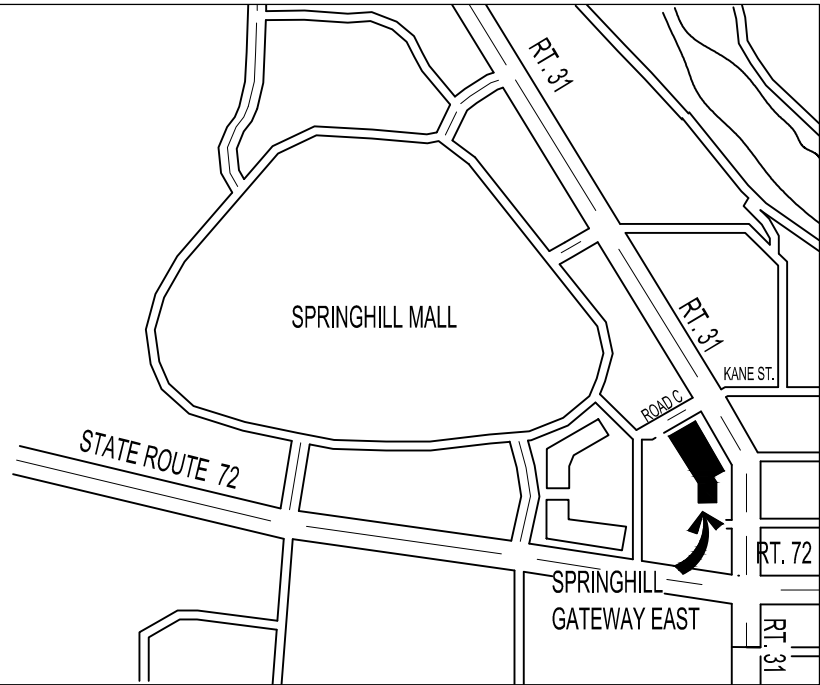 RT. 31
SPRINGHILL MALL
RT. 31
KANE ST.
ROAD C
STATE ROUTE 72
RT. 72
SPRINGHILL
GATEWAY EAST
RT. 31